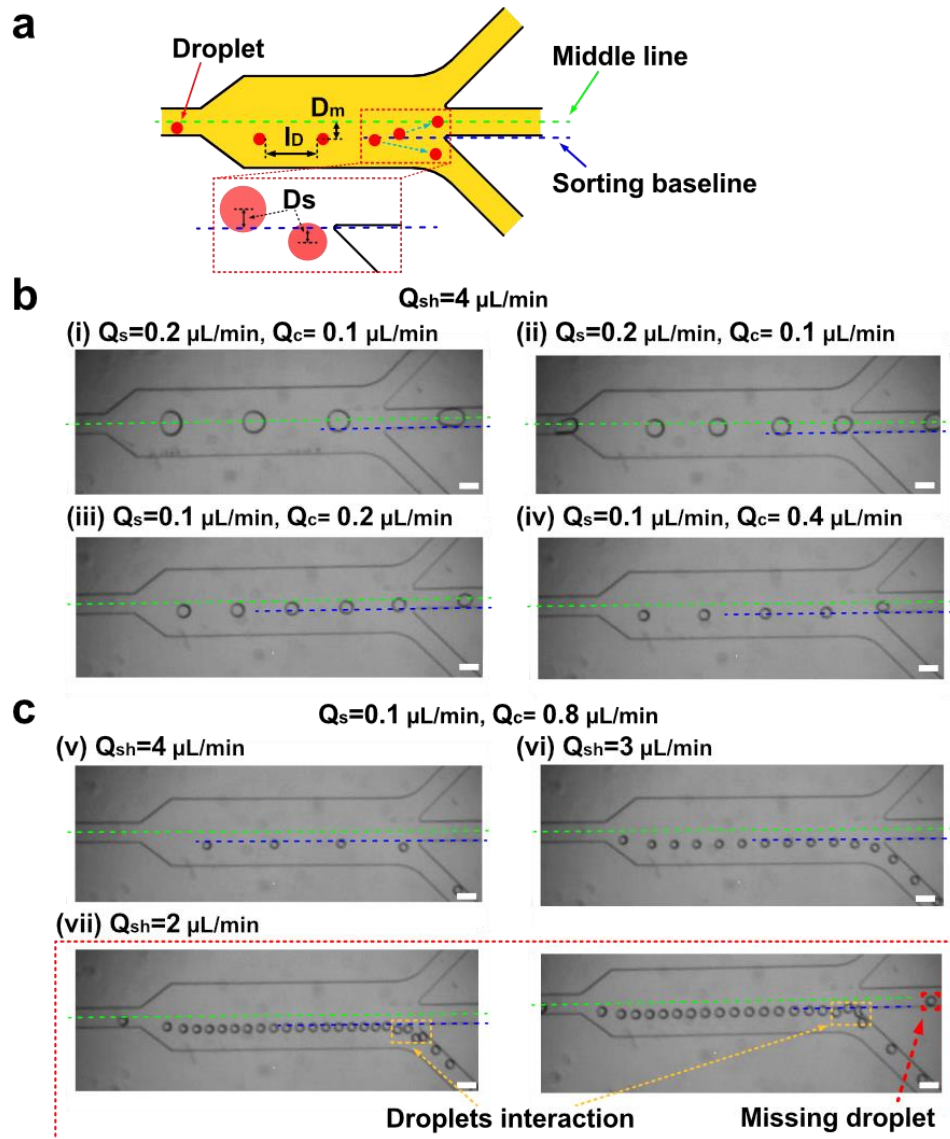 a
Droplet
Middle line
Dm
lD
Sorting baseline
Ds
b
Qsh=4 µL/min
(i) Qs=0.2 µL/min, Qc= 0.1 µL/min
(ii) Qs=0.2 µL/min, Qc= 0.1 µL/min
(iii) Qs=0.1 µL/min, Qc= 0.2 µL/min
(iv) Qs=0.1 µL/min, Qc= 0.4 µL/min
c
Qs=0.1 µL/min, Qc= 0.8 µL/min
(v) Qsh=4 µL/min
(vi) Qsh=3 µL/min
(vii) Qsh=2 µL/min
Droplets interaction
Missing droplet